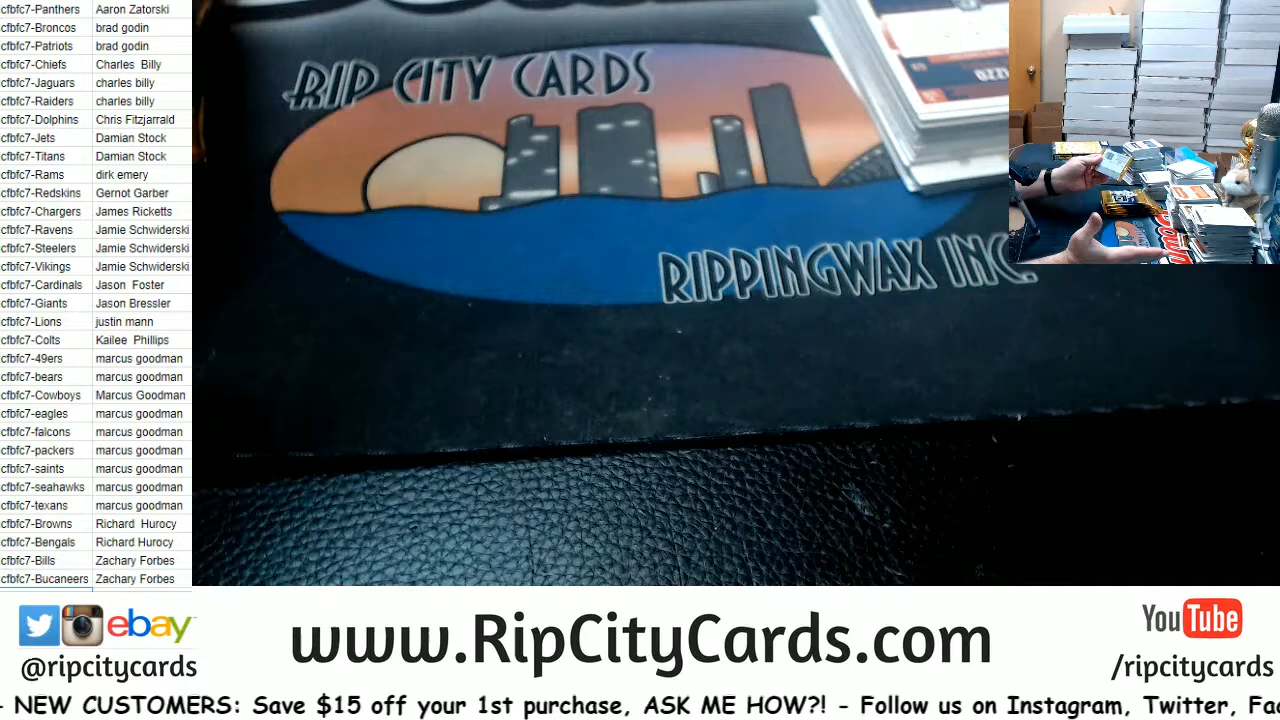 cfbfc7-Panthers Aaron Zatorski
cfbfc7-Broncos brad godin
cfbfc7-Patriots brad godin
cfbfc7-Chiefs Charles Billy
cfbfc7-Jaguars charles billy
cfbfc7-Raiders charles billy
cfbfc7-Dolphins Chris Fitzjarrald
cfbfc7-Jets Damian Stock
cfbfc7-Titans Damian Stock
cfbfc7-Rams dirk emery
cfbfc7-Redskins Gernot Garber
cfbfc7-Chargers James Ricketts
cfbfc7-Ravens Jamie Schwiderski
cfbfc7-Steelers Jamie Schwiderski
cfbfc7-Vikings Jamie Schwiderski
cfbfc7-Cardinals Jason Foster
cfbfc7-Giants Jason Bressler
cfbfc7-Lions justin mann
cfbfc7-Colts Kailee Phillips
cfbfc7-49ers marcus goodman
cfbfc7-bears marcus goodman
cfbfc7-Cowboys Marcus Goodman
cfbfc7-eagles marcus goodman
cfbfc7-falcons marcus goodman
cfbfc7-packers marcus goodman
cfbfc7-saints marcus goodman
cfbfc7-seahawks marcus goodman
cfbfc7-texans marcus goodman
cfbfc7-Browns Richard Hurocy
cfbfc7-Bengals Richard Hurocy
cfbfc7-Bills Zachary Forbes
cfbfc7-Bucaneers Zachary Forbes
RIP CITY CARDS
RIPPINGWAX INC.
ebay
@ripcitycards
www.RipCityCards.com
YouTube
/ripcitycards
- NEW CUSTOMERS: Save $15 off your 1st purchase, ASK ME HOW?! - Follow us on Instagram, Twitter, Fa